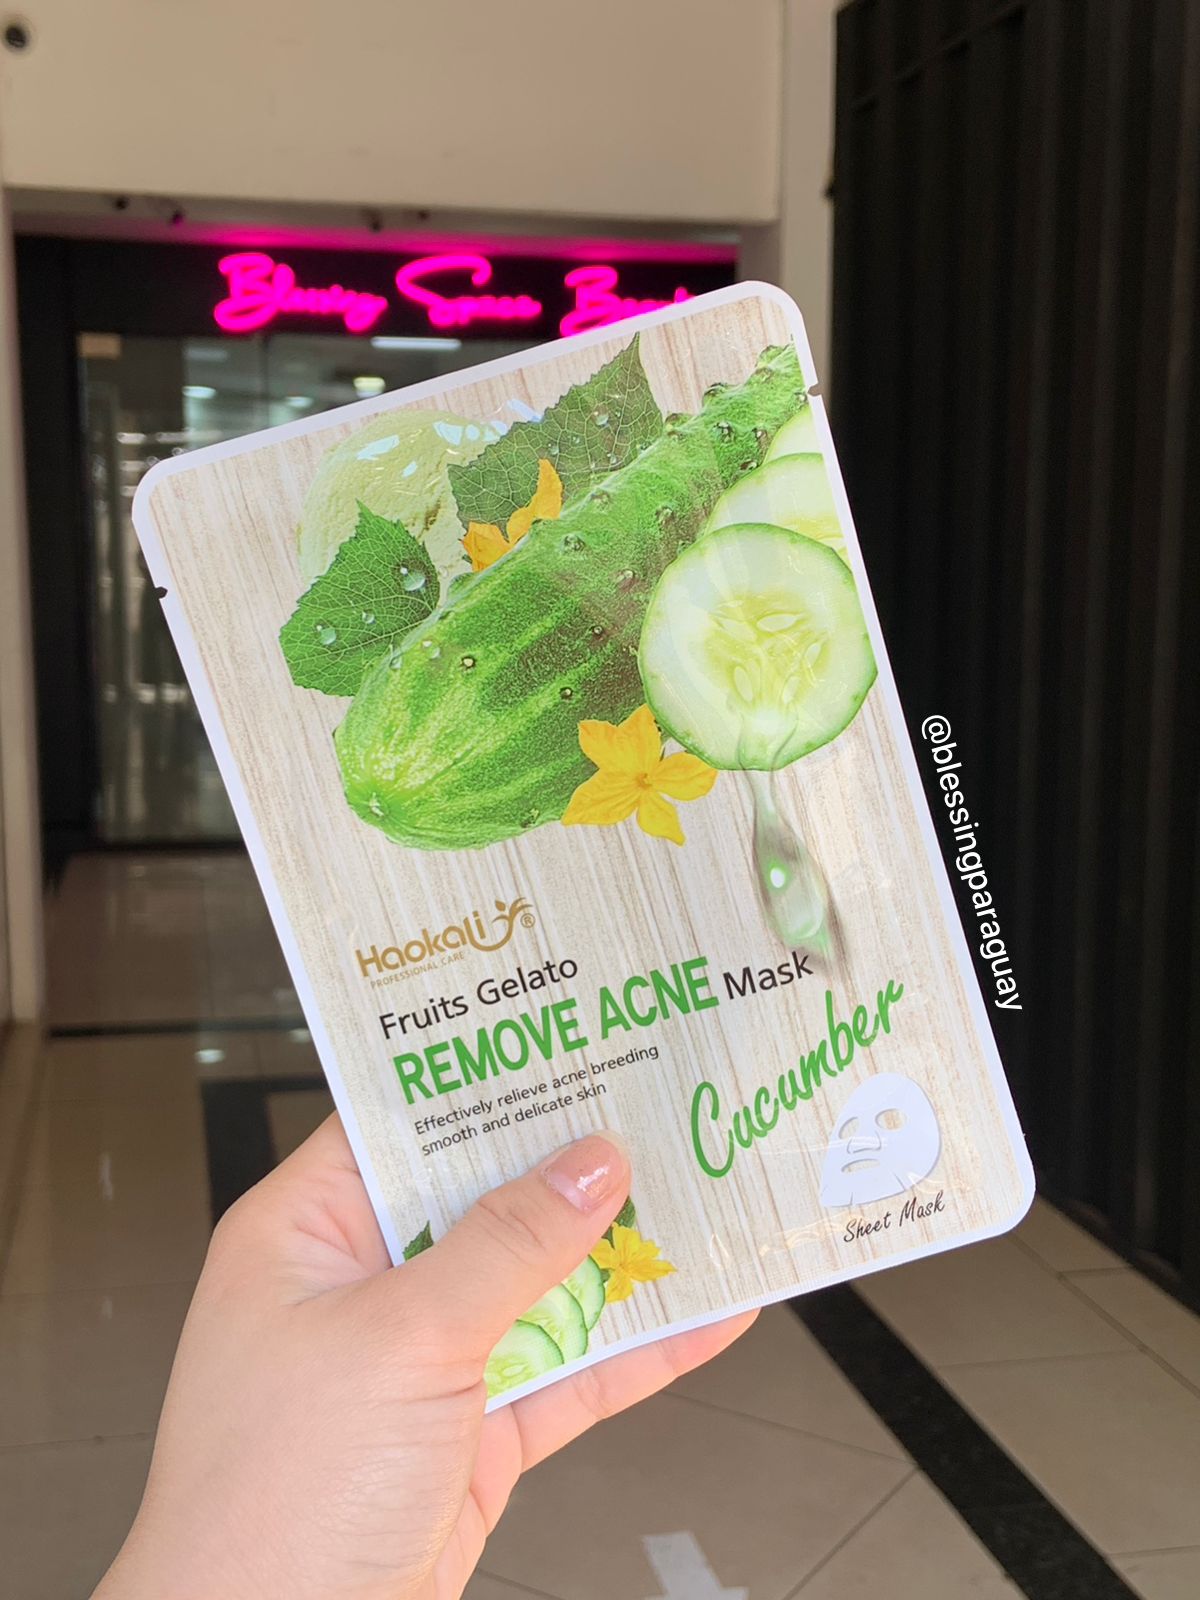 Blessing Space
Haokali®
PROFESSIONAL CARE
Fruits Gelato
REMOVE ACNE Mask
Effectively relieve acne breeding
smooth and delicate skin
Cucumber
Sheet Mask
@blessingparaguay